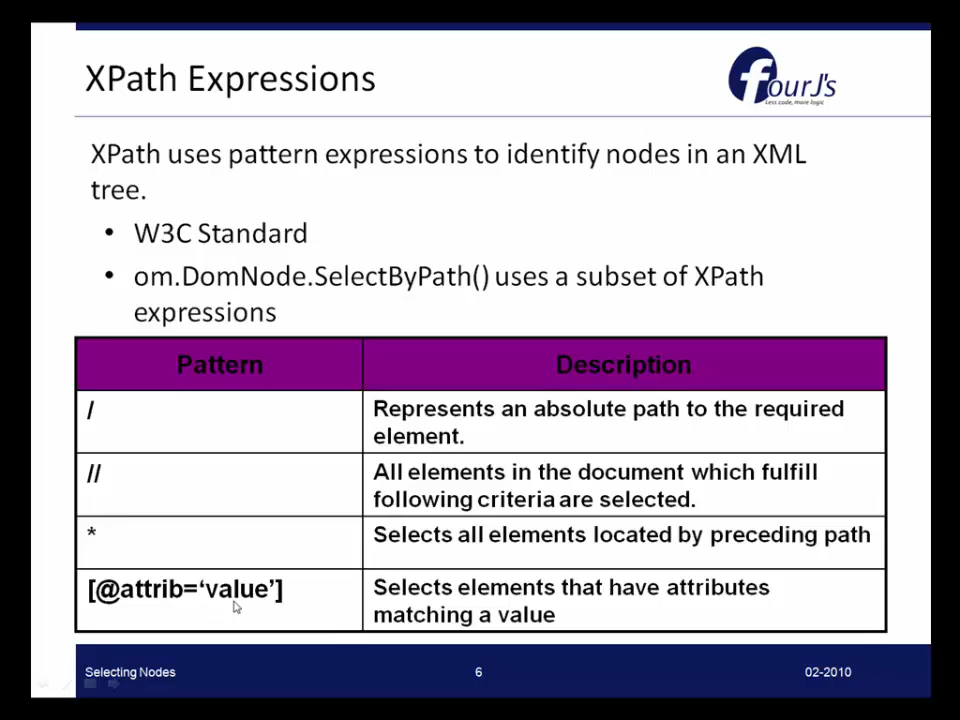 XPath Expressions
fourJ's
Less code, more logic
XPath uses pattern expressions to identify nodes in an XML
tree.
• W3C Standard
• om.DomNode.SelectByPath() uses a subset of XPath
expressions
Pattern Description
/ Represents an absolute path to the required
element.
// All elements in the document which fulfill
following criteria are selected.
* Selects all elements located by preceding path
[@attrib=‘value’] Selects elements that have attributes
matching a value
Selecting Nodes 6 02-2010